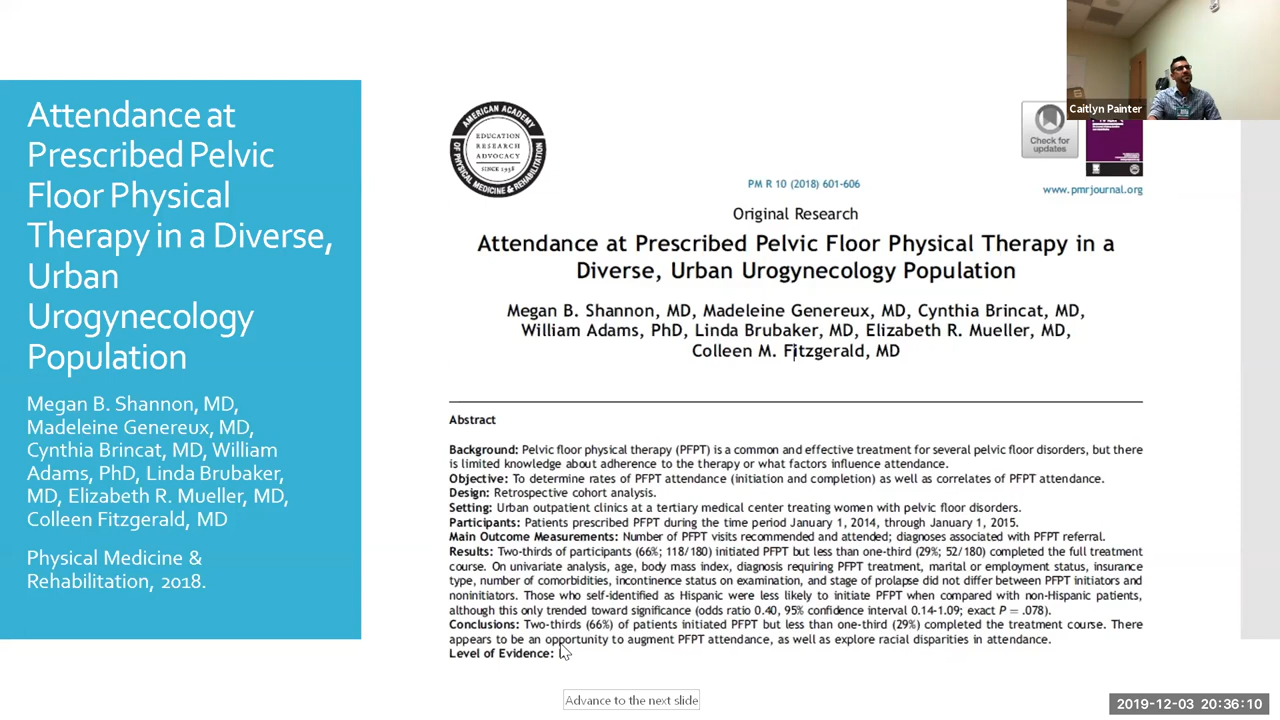 Attendance at
Prescribed Pelvic
Floor Physical
Therapy in a Diverse,
Urban
Urogynecology
Population
Megan B. Shannon, MD,
Madeleine Genereux, MD,
Cynthia Brincat, MD, William
Adams, PhD, Linda Brubaker,
MD, Elizabeth R. Mueller, MD,
Colleen Fitzgerald, MD
Physical Medicine &
Rehabilitation, 2018.
AMERICAN ACADEMY
OF PHYSICAL MEDICINE & REHABILITATION
EDUCATION
RESEARCH
ADVOCACY
SINCE 1938
Check for
updates
Caitlyn Painter
PM R 10 (2018) 601-606
www.pmrjournal.org
Original Research
Attendance at Prescribed Pelvic Floor Physical Therapy in a
Diverse, Urban Urogynecology Population
Megan B. Shannon, MD, Madeleine Genereux, MD, Cynthia Brincat, MD,
William Adams, PhD, Linda Brubaker, MD, Elizabeth R. Mueller, MD,
Colleen M. Fitzgerald, MD
Abstract
Background: Pelvic floor physical therapy (PFPT) is a common and effective treatment for several pelvic floor disorders, but there
is limited knowledge about adherence to the therapy or what factors influence attendance.
Objective: To determine rates of PFPT attendance (initiation and completion) as well as correlates of PFPT attendance.
Design: Retrospective cohort analysis.
Setting: Urban outpatient clinics at a tertiary medical center treating women with pelvic floor disorders.
Participants: Patients prescribed PFPT during the time period January 1, 2014, through January 1, 2015.
Main Outcome Measurements: Number of PFPT visits recommended and attended; diagnoses associated with PFPT referral.
Results: Two-thirds of participants (66%; 118/180) initiated PFPT but less than one-third (29%; 52/180) completed the full treatment
course. On univariate analysis, age, body mass index, diagnosis requiring PFPT treatment, marital or employment status, insurance
type, number of comorbidities, incontinence status on examination, and stage of prolapse did not differ between PFPT initiators and
noninitiators. Those who self-identified as Hispanic were less likely to initiate PFPT when compared with non-Hispanic patients,
although this only trended toward significance (odds ratio 0.40, 95% confidence interval 0.14-1.09; exact P = .078).
Conclusions: Two-thirds (66%) of patients initiated PFPT but less than one-third (29%) completed the treatment course. There
appears to be an opportunity to augment PFPT attendance, as well as explore racial disparities in attendance.
Level of Evidence: I
Advance to the next slide
2019-12-03 20:36:10